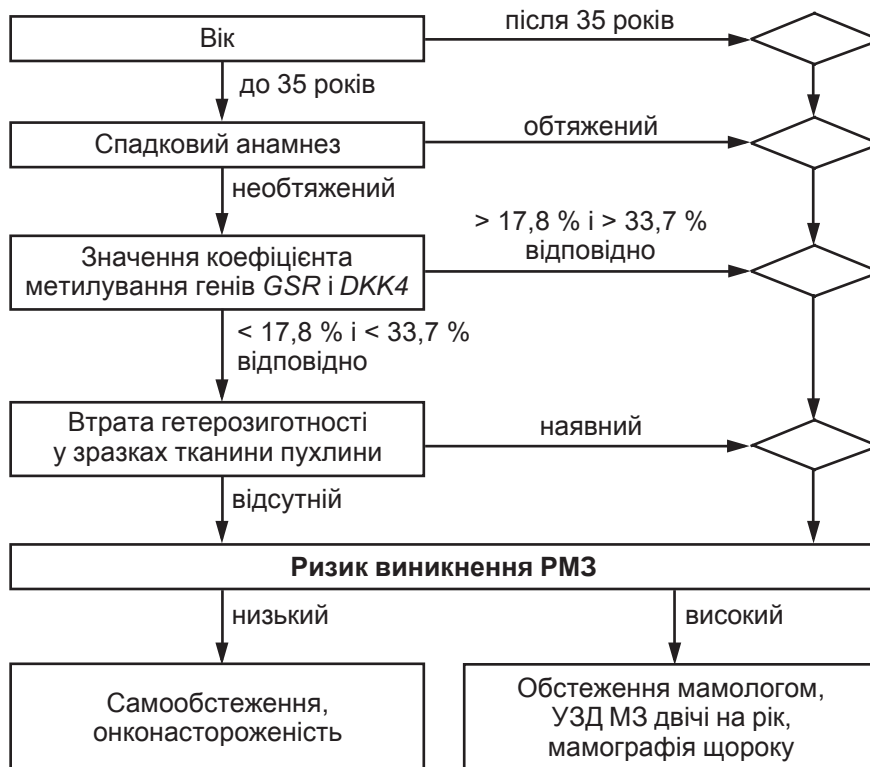 Вік
після 35 років
до 35 років
Спадковий анамнез
обтяжений
необтяжений
> 17,8 % і > 33,7 %
відповідно
Значення коефіцієнта
метилування генів GSR і DKK4
< 17,8 % і < 33,7 %
відповідно
Втрата гетерозиготності
у зразках тканини пухлини
наявний
відсутній
Ризик виникнення РМЗ
низький
високий
Самообстеження,
онконастороженість
Обстеження мамологом,
УЗД МЗ двічі на рік,
мамографія щороку